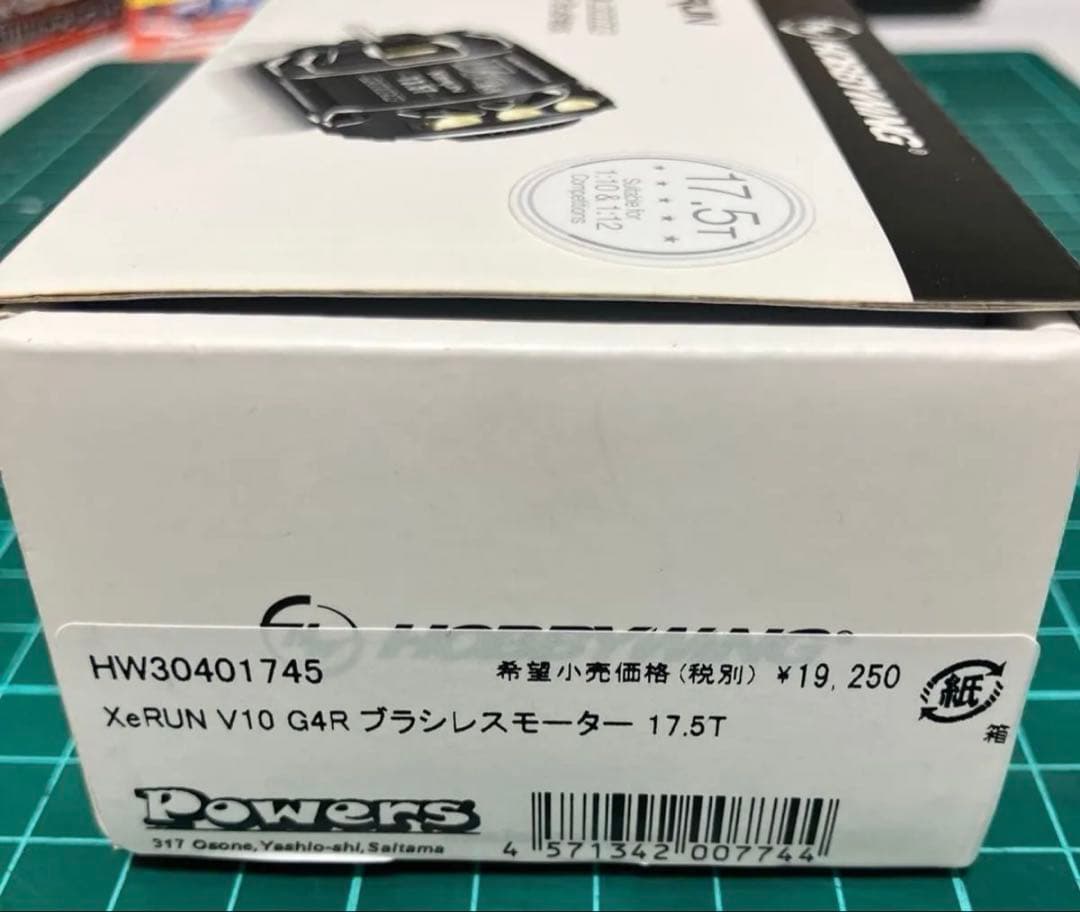 HOBBYWING®
17.5T
★ ★ ★ ★ ★
Suitable for
1:10 & 1:12
Competitions
HOBBYWING®
HW30401745 希望小売価格(税別) ¥19,250
XeRUN V10 G4R ブラシレスモーター 17.5T
紙
箱
Powers
317 Osone,Yashio-shi,Saitama
4 571342 007744